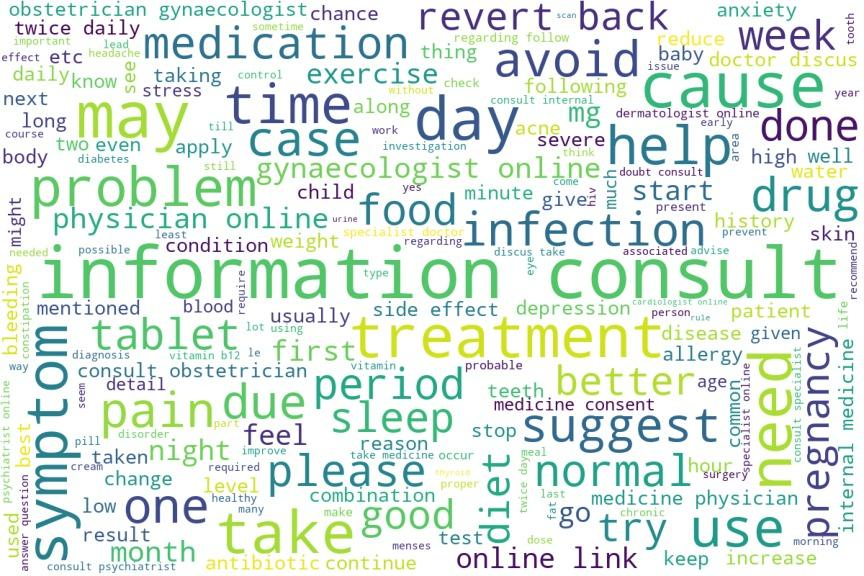 obstetrician gynaecologist
chance
revert back
anxiety
twice daily
important
lead
medication
sometime
scan
regarding follow
reduce
week
tooth
effect
etc
headache
thing
avoid
baby
doctor discus
daily
know
see
taking
control
exercise
without
check
following
issue
cause
year
next
stress
may
time
along
consult internal
mg
dermatologist online
long
till
day
acne
early
done
course
two
even
apply
case
work
investigation
severe
help
area
body
diabetes
still
gynaecologist online
think
doubt consult
high
well
water
problem
child
yes
minute
come
give
hiv
much
start
present
drug
might
physician online
urine
food
specialist doctor
infection
history
prevent
skin
least
condition
weight
regarding
discus take
eye
associated
advise
recommend
needed
possible
information consult
type
require
bleeding
constipation
mentioned
blood
usually
side effect
depression
cardiologist online
person
rule
patient
life
symptom
tablet
lot
using
first
treatment
disease
given
diagnosis
vitamin b12
le
vitamin
allergy
way
consult obstetrician
probable
better
age
pregnancy
seem
detail
period
teeth
medicine consent
common
specialist online
need
consult specialist
internal medicine
psychiatrist online
pain
due
sleep
stop
suggest
best
disorder
part
feel
reason
pill
taken
night
improve
take medicine
occur
meal
hour
surgery
cream
change
required
please
thyroid
proper
diet
twice day
normal
used
answer question
low
one
level
healthy
many
combination
last
fat
medicine physician
result
take
make
good
go
chronic
try
use
month
menses
test
dose
morning
consult psychiatrist
antibiotic
continue
online link
keep
increase